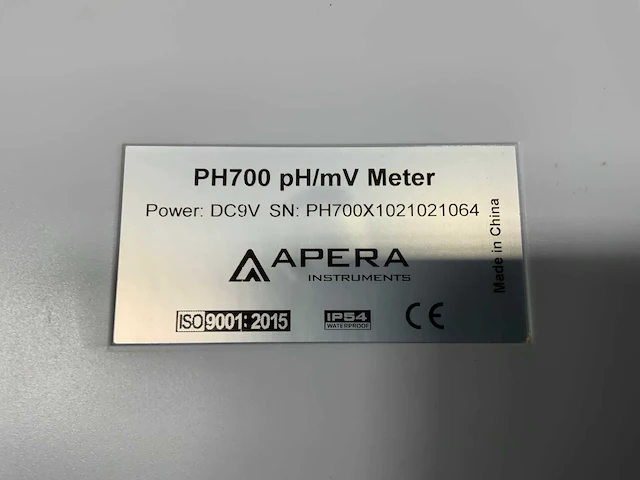 PH700 pH/mV Meter
Power: DC9V SN: PH700X1021021064
APERA
INSTRUMENTS
Made in China
ISO 9001: 2015
IP54
WATERPROOF
CE